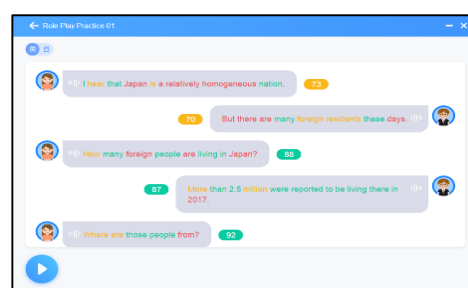 Role Play Practice 01
英 日
I hear that Japan is a relatively homogeneous nation.
73
70
But there are many foreign residents these days.
How many foreign people are living in Japan?
88
87
More than 2.5 million were reported to be living there in
2017.
Where are those people from?
92